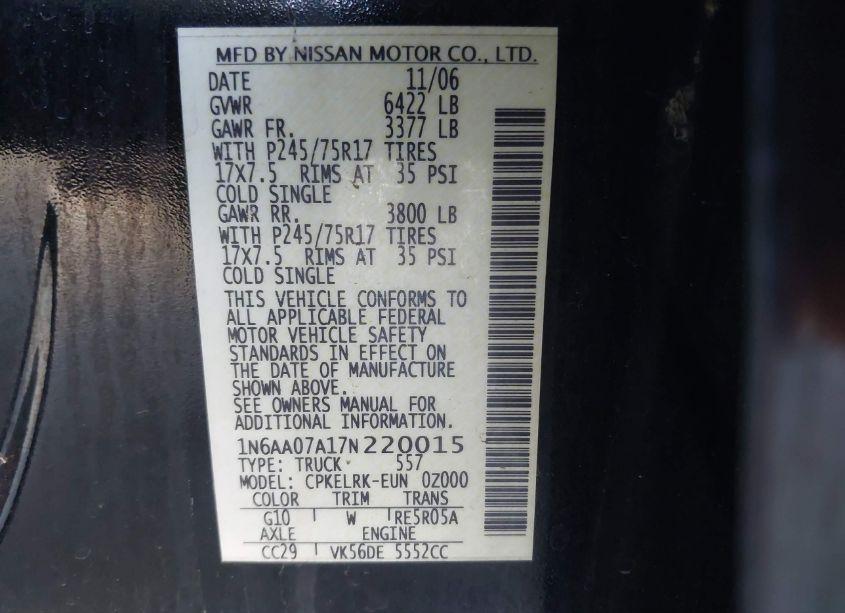 MFD BY NISSAN MOTOR CO., LTD.
DATE 11/06
GVWR 6422 LB
GAWR FR. 3377 LB
WITH P245/75R17 TIRES
17X7.5 RIMS AT 35 PSI
COLD SINGLE
GAWR RR. 3800 LB
WITH P245/75R17 TIRES
17X7.5 RIMS AT 35 PSI
COLD SINGLE
THIS VEHICLE CONFORMS TO
ALL APPLICABLE FEDERAL
MOTOR VEHICLE SAFETY
STANDARDS IN EFFECT ON
THE DATE OF MANUFACTURE
SHOWN ABOVE.
SEE OWNERS MANUAL FOR
ADDITIONAL INFORMATION.
1N6AA07A17N220015
TYPE: TRUCK 557
MODEL: CPKELRK-EUN 0Z000
COLOR TRIM TRANS
G10 W RE5R05A
AXLE ENGINE
CC29 VK56DE 5552CC